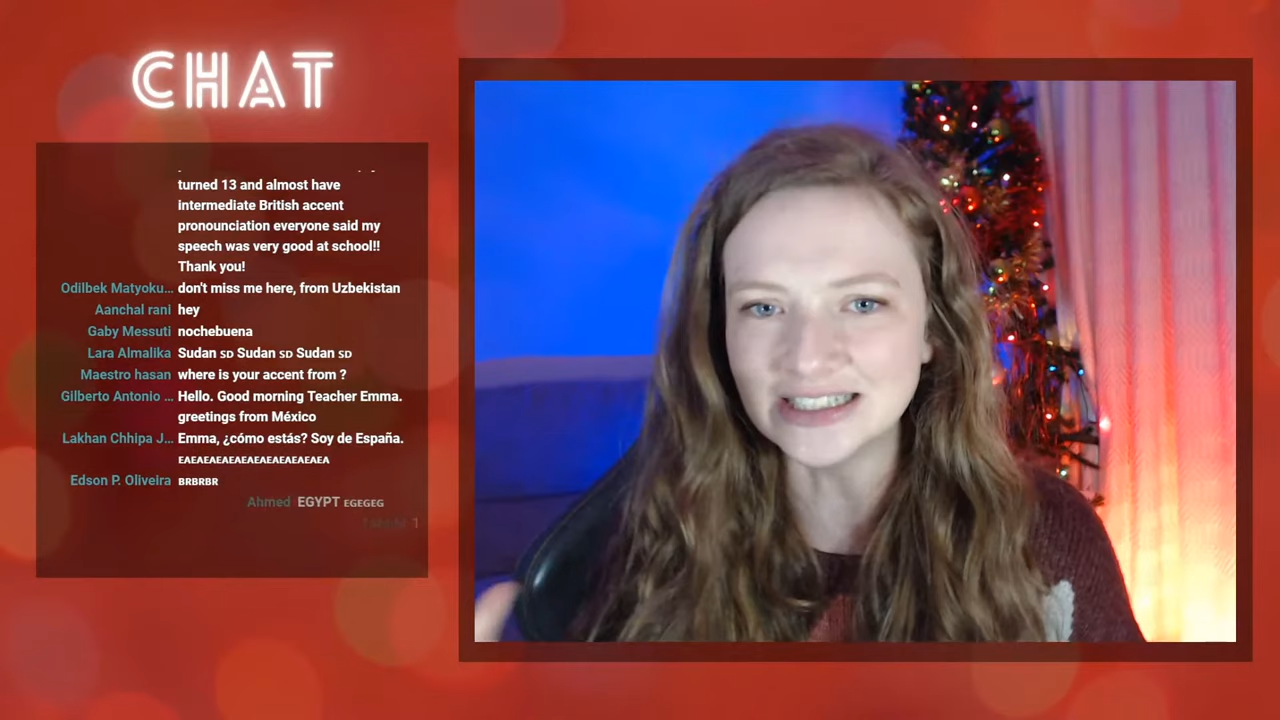 CHAT
turned 13 and almost have
intermediate British accent
pronounciation everyone said my
speech was very good at school!!
Thank you!
Odilbek Matyoku... don't miss me here, from Uzbekistan
Aanchal rani hey
Gaby Messuti nochebuena
Lara Almalika Sudan SD Sudan SD Sudan SD
Maestro hasan where is your accent from ?
Gilberto Antonio ... Hello. Good morning Teacher Emma.
greetings from México
Lakhan Chhipa J... Emma, ¿cómo estás? Soy de España.
EAEAEAEAEAEAEAEAEAEAEAEA
Edson P. Oliveira BRBRBR
Ahmed EGYPT EGEGEG